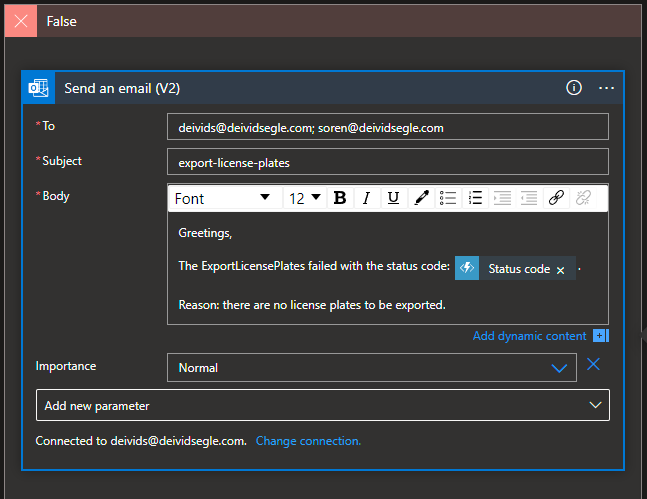 False
Send an email (V2)
* To
deivids@deividsegle.com; soren@deividsegle.com
* Subject
export-license-plates
* Body
Font 12 B I U
Greetings,
The ExportLicensePlates failed with the status code: Status code × .
Reason: there are no license plates to be exported.
Add dynamic content
Importance
Normal
Add new parameter
Connected to deivids@deividsegle.com. Change connection.